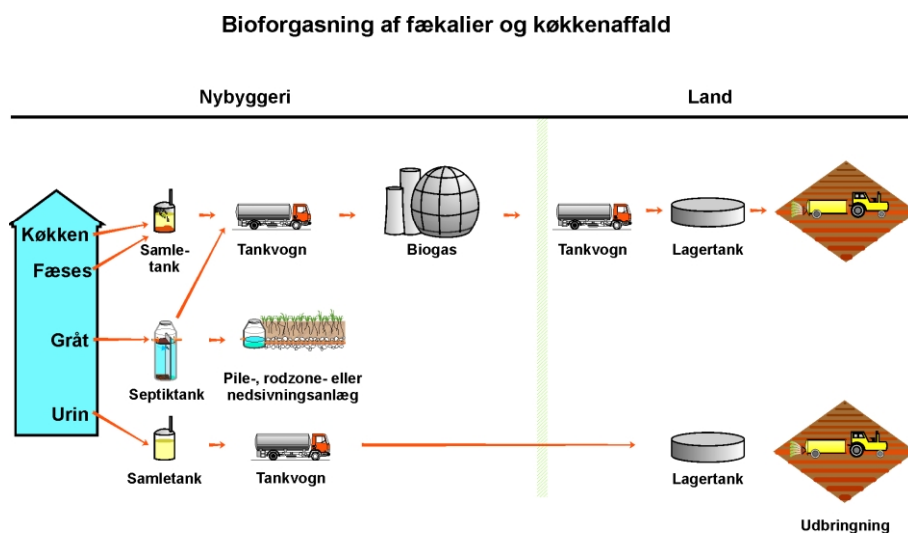 Bioforgasning af fækalier og køkkenaffald
Nybyggeri
Land
Køkken
Fæses
Samle-
tank
Tankvogn
Biogas
Tankvogn
Lagertank
Gråt
Septiktank
Pile-, rodzone- eller
nedsivningsanlæg
Urin
Samletank
Tankvogn
Lagertank
Udbringning